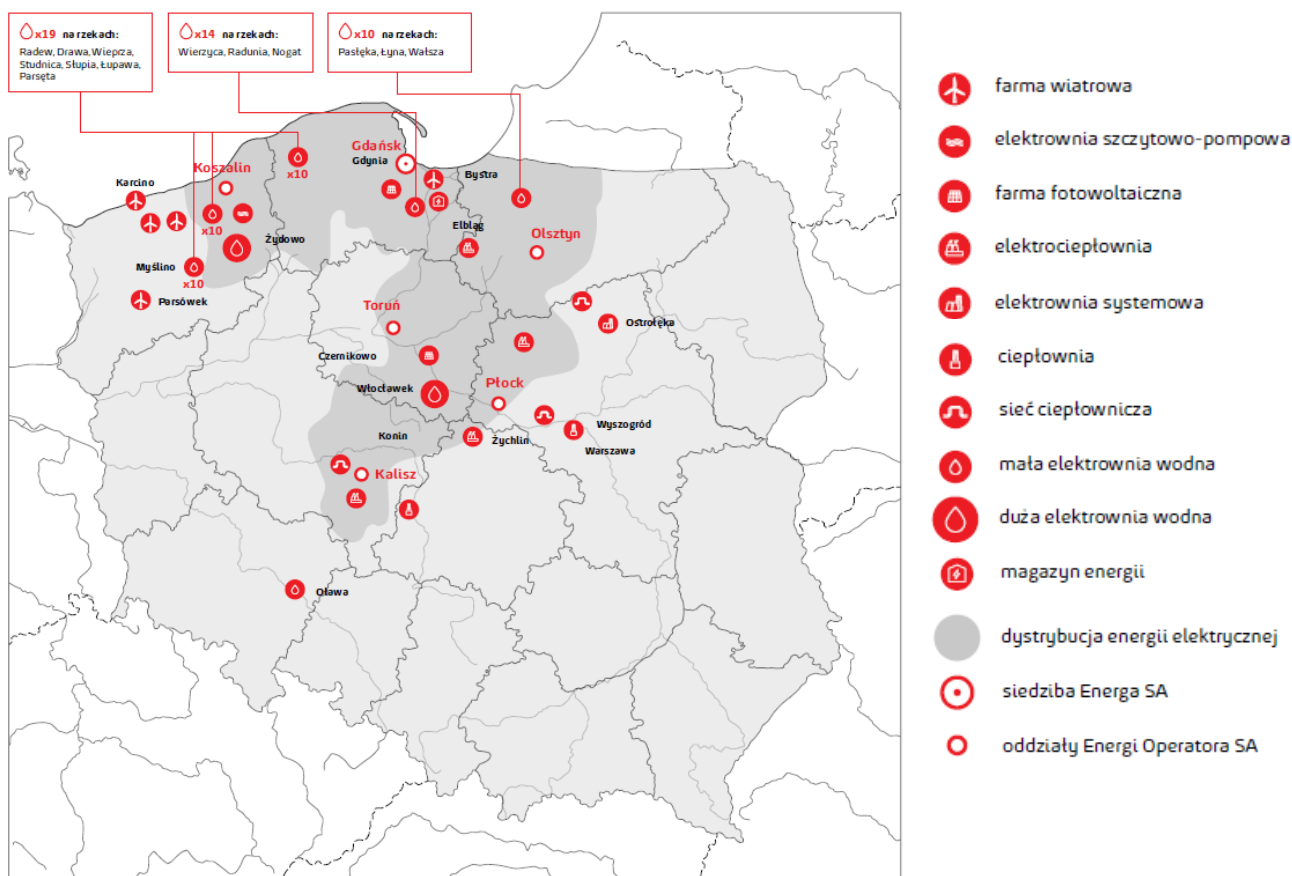 x19 na rzekach:
Radew, Drawa, Wieprza,
Studnica, Słupia, Łupawa,
Parsęta
x14 na rzekach:
Wierzyca, Radunia, Nogat
x10 na rzekach:
Pasłęka, Łyna, Wałsza
Gdańsk
Gdynia
Bystra
Koszalin
x10
Karcino
x10
Żydowo
Elbląg
Olsztyn
Myślino
x10
Parsówek
Toruń
Ostrołęka
Czernikowo
Włocławek
Płock
Wyszogród
Konin
Żychlin
Warszawa
Kalisz
Oława
farma wiatrowa
elektrownia szczytowo-pompowa
farma fotowoltaiczna
elektrociepłownia
elektrownia systemowa
ciepłownia
sieć ciepłownicza
mała elektrownia wodna
duża elektrownia wodna
magazyn energii
dystrybucja energii elektrycznej
siedziba Energa SA
oddziały Energi Operatora SA